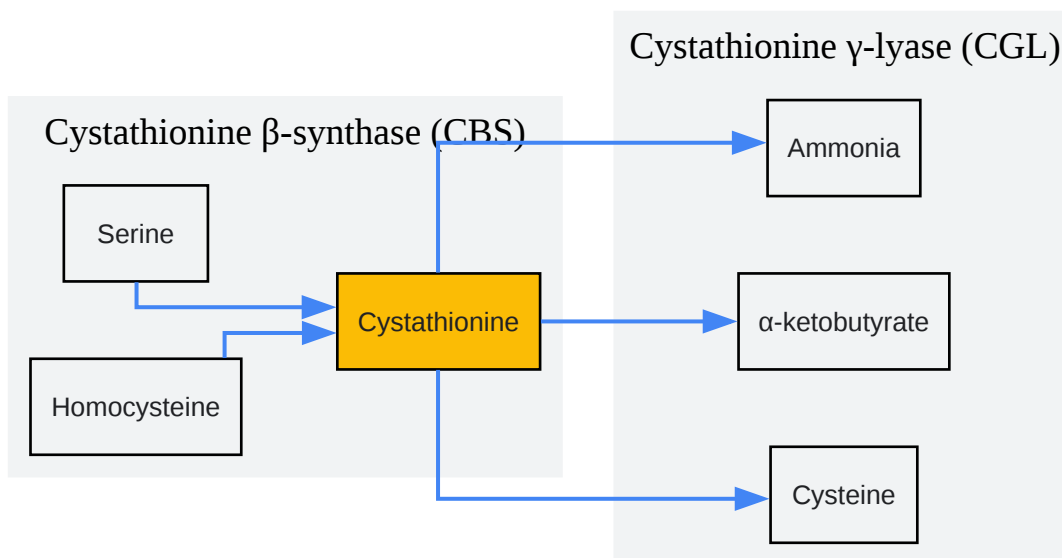 Cystathionine γ-lyase (CGL)
Cystathionine β-synthase (CBS)
Ammonia
Serine
Cystathionine
α-ketobutyrate
Homocysteine
Cysteine